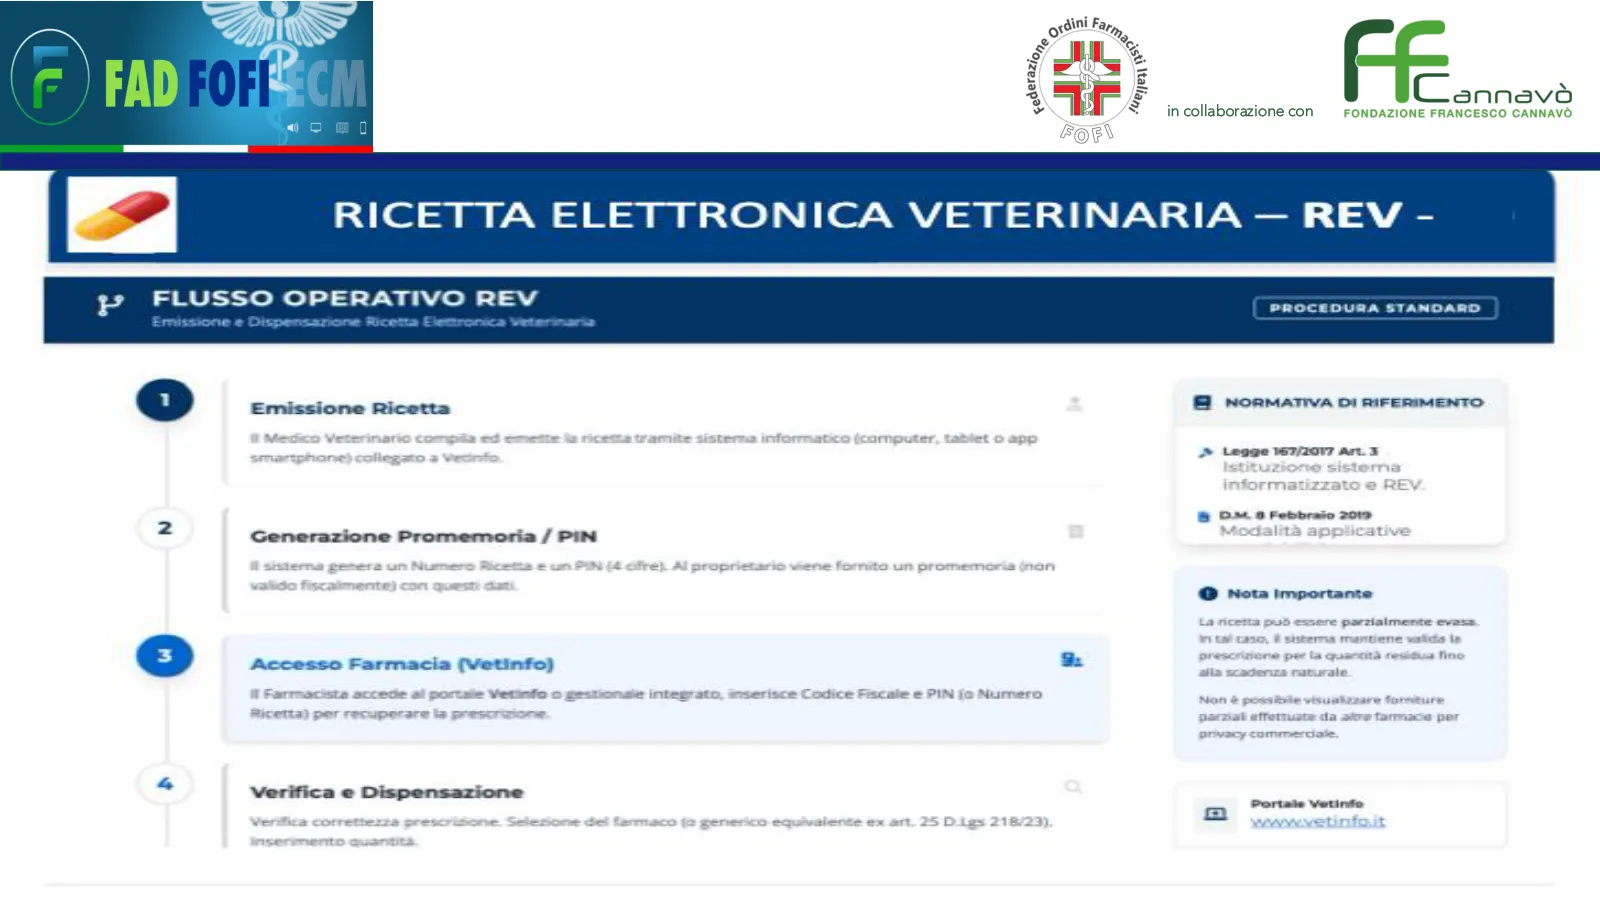 FAD FOFI ECM
Federazione Ordini Farmacisti Italiani
FOFI
in collaborazione con
FFC annavò
FONDAZIONE FRANCESCO CANNAVÒ
RICETTA ELETTRONICA VETERINARIA – REV -
FLUSSO OPERATIVO REV
Emissione e Dispensazione Ricetta Elettronica Veterinaria
PROCEDURA STANDARD
1
Emissione Ricetta
Il Medico Veterinario compila ed emette la ricetta tramite sistema informatico (computer, tablet o app
smartphone) collegato a VetInfo.
2
Generazione Promemoria / PIN
Il sistema genera un Numero Ricetta e un PIN (4 cifre). Al proprietario viene fornito un promemoria (non
valido fiscalmente) con questi dati.
3
Accesso Farmacia (VetInfo)
Il Farmacista accede al portale VetInfo o gestionale integrato, inserisce Codice Fiscale e PIN (o Numero
Ricetta) per recuperare la prescrizione.
4
Verifica e Dispensazione
Verifica correttezza prescrizione. Selezione del farmaco (o generico equivalente ex art. 25 D.Lgs 218/23).
Inserimento quantità.
NORMATIVA DI RIFERIMENTO
Legge 167/2017 Art. 3
Istituzione sistema
informatizzato e REV.
D.M. 8 Febbraio 2019
Modalità applicative
Nota Importante
La ricetta può essere parzialmente evasa.
In tal caso, il sistema mantiene valida la
prescrizione per la quantità residua fino
alla scadenza naturale.
Non è possibile visualizzare forniture
parziali effettuate da altre farmacie per
privacy commerciale.
Portale VetInfo
www.vetinfo.it